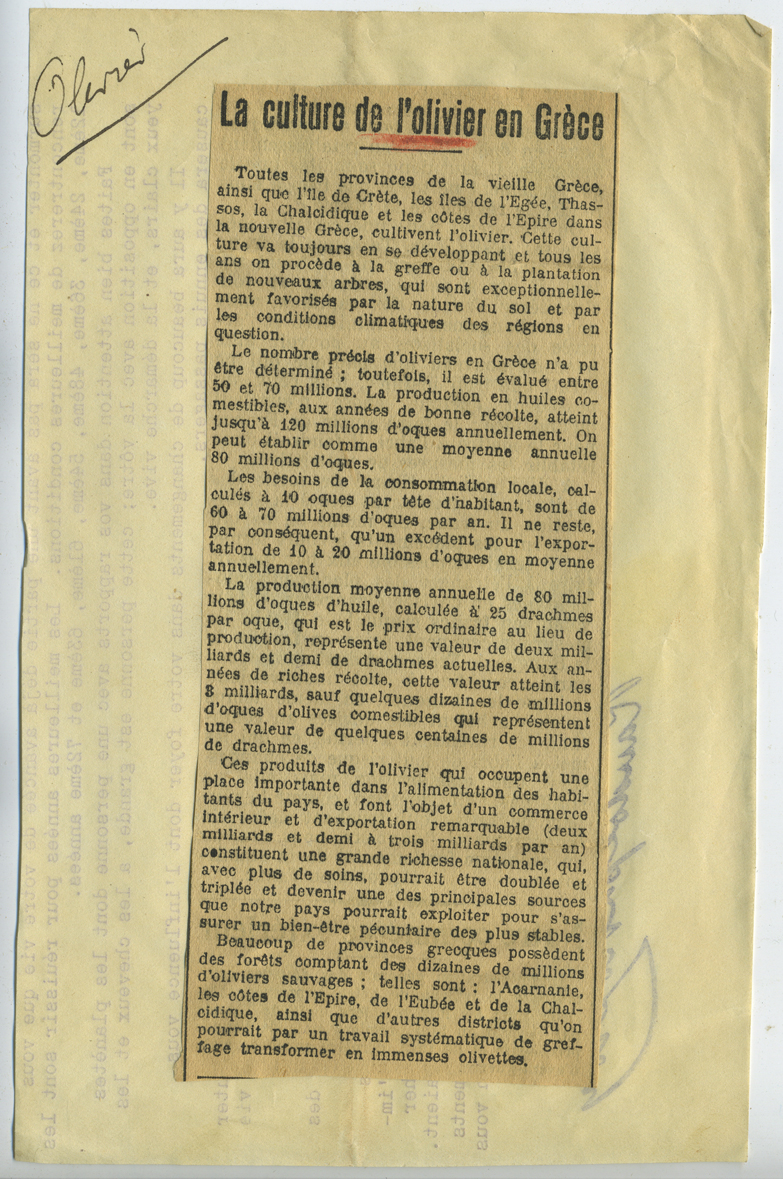 Olivier
La culture de l'olivier en Grèce
Toutes les provinces de la vieille Grèce,
ainsi que l'île de Crète, les îles de l'Egée, Thas-
sos, la Chalcidique et les côtes de l'Epire dans
la nouvelle Grèce, cultivent l'olivier. Cette cul-
ture va toujours en se développant et tous les
ans on procède à la greffe ou à la plantation
de nouveaux arbres, qui sont exceptionnelle-
ment favorisés par la nature du sol et par
les conditions climatiques des régions en
question.
Le nombre précis d'oliviers en Grèce n'a pu
être déterminé ; toutefois, il est évalué entre
50 et 70 millions. La production en huiles co-
mestibles, aux années de bonne récolte, atteint
jusqu'à 120 millions d'oques annuellement. On
peut établir comme une moyenne annuelle
80 millions d'oques.
Les besoins de la consommation locale, cal-
culés à 10 oques par tête d'habitant, sont de
60 à 70 millions d'oques par an. Il ne reste,
par conséquent, qu'un excédent pour l'expor-
tation de 10 à 20 millions d'oques en moyenne
annuellement.
La production moyenne annuelle de 80 mil-
lions d'oques d'huile, calculée à 25 drachmes
par oque, qui est le prix ordinaire au lieu de
production, représente une valeur de deux mil-
liards et demi de drachmes actuelles. Aux an-
nées de riches récolte, cette valeur atteint les
3 milliards, sauf quelques dizaines de millions
d'oques d'olives comestibles qui représentent
une valeur de quelques centaines de millions
de drachmes.
Ces produits de l'olivier qui occupent une
place importante dans l'alimentation des habi-
tants du pays, et font l'objet d'un commerce
intérieur et d'exportation remarquable (deux
milliards et demi à trois milliards par an)
constituent une grande richesse nationale, qui,
avec plus de soins, pourrait être doublée et
triplée et devenir une des principales sources
que notre pays pourrait exploiter pour s'as-
surer un bien-être pécuniaire des plus stables.
Beaucoup de provinces grecques possèdent
des forêts comptant des dizaines de millions
d'oliviers sauvages ; telles sont : l'Acarnanie,
les côtes de l'Epire, de l'Eubée et de la Chal-
cidique, ainsi que d'autres districts qu'on
pourrait par un travail systématique de gref-
fage transformer en immenses olivettes.